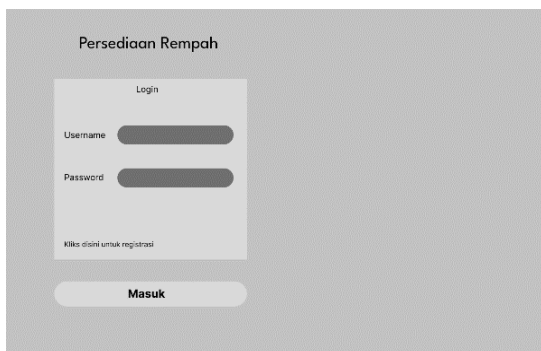 Persediaan Rempah
Login
Username
Password
Kliks disini untuk registrasi
Masuk